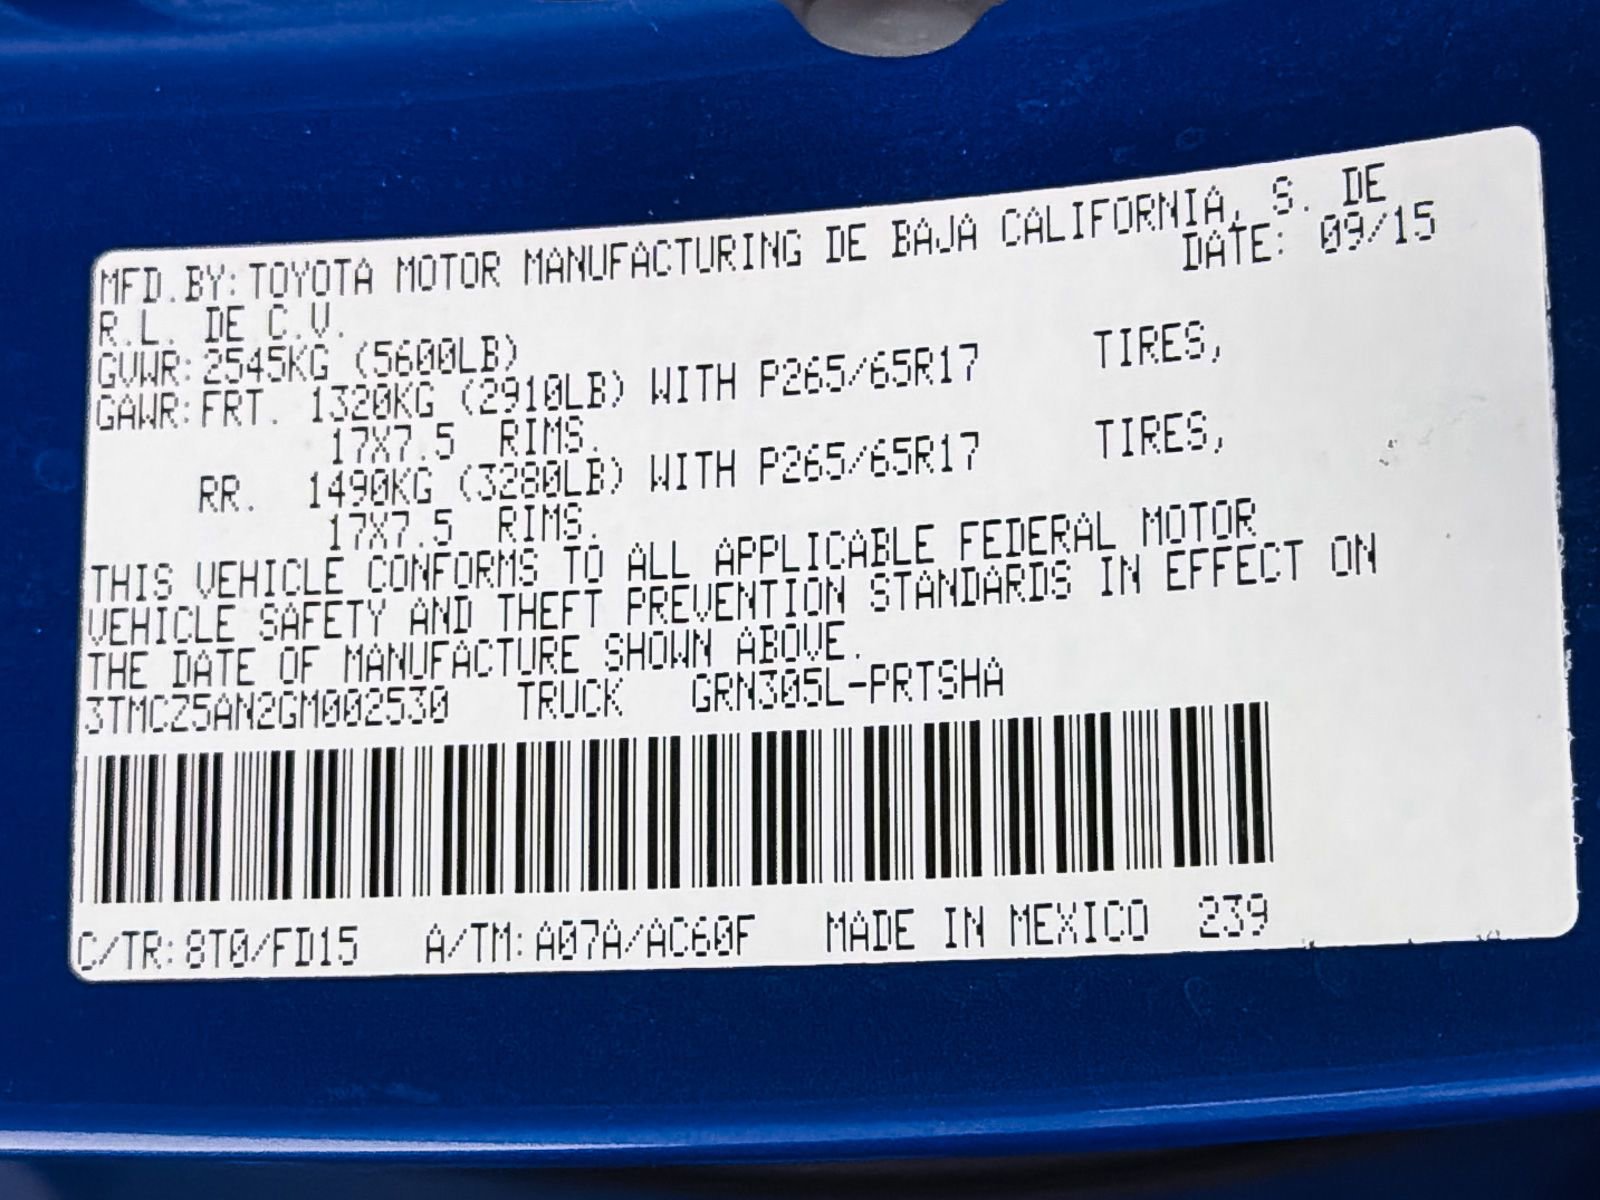 MFD.BY:TOYOTA MOTOR MANUFACTURING DE BAJA CALIFORNIA, S. DE
R.L. DE C.V. DATE: 09/15
GVWR:2545KG (5600LB)
GAWR:FRT. 1320KG (2910LB) WITH P265/65R17 TIRES,
17X7.5 RIMS.
RR. 1490KG (3280LB) WITH P265/65R17 TIRES,
17X7.5 RIMS.
THIS VEHICLE CONFORMS TO ALL APPLICABLE FEDERAL MOTOR
VEHICLE SAFETY AND THEFT PREVENTION STANDARDS IN EFFECT ON
THE DATE OF MANUFACTURE SHOWN ABOVE.
3TMCZ5AN2GM002530 TRUCK GRN305L-PRTSHA
C/TR:8T0/FD15 A/TM:A07A/AC60F MADE IN MEXICO 239